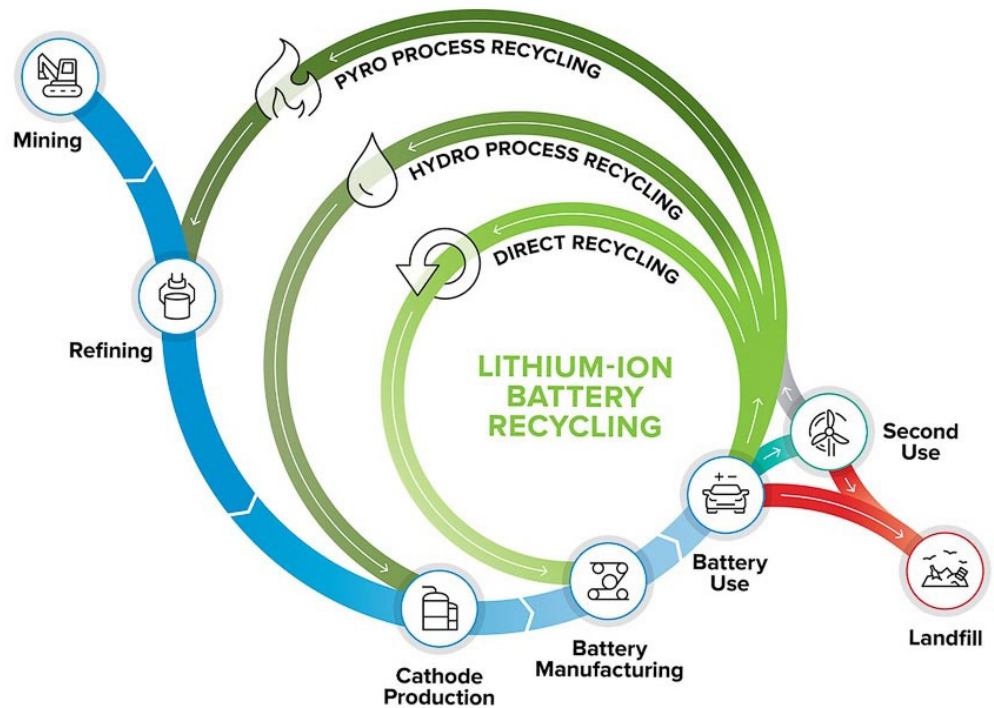 PYRO PROCESS RECYCLING
Mining
HYDRO PROCESS RECYCLING
DIRECT RECYCLING
Refining
LITHIUM-ION
BATTERY
RECYCLING
Second
Use
+ -
Battery
Use
Landfill
Battery
Manufacturing
Cathode
Production